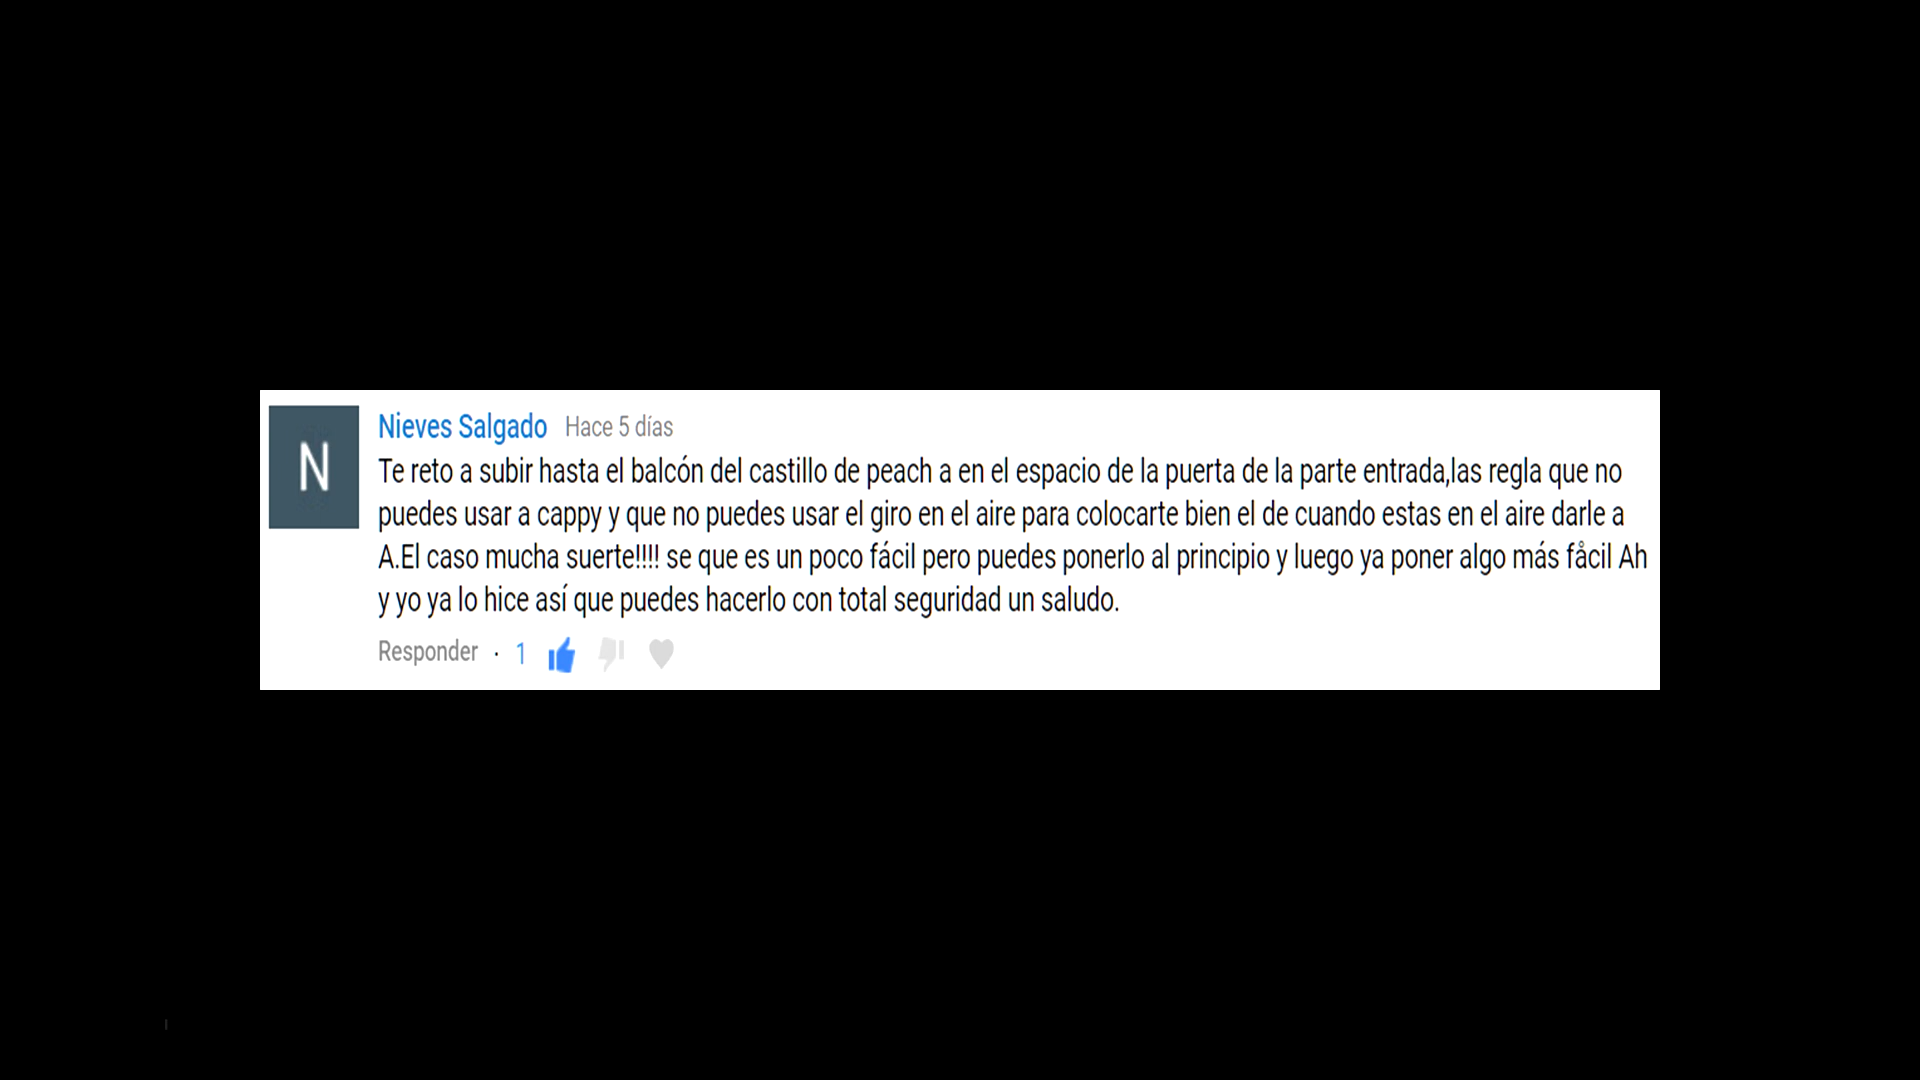 N
Nieves Salgado Hace 5 días
Te reto a subir hasta el balcón del castillo de peach a en el espacio de la puerta de la parte entrada,las regla que no
puedes usar a cappy y que no puedes usar el giro en el aire para colocarte bien el de cuando estas en el aire darle a
A.El caso mucha suerte!!!! se que es un poco fácil pero puedes ponerlo al principio y luego ya poner algo más fåcil Ah
y yo ya lo hice así que puedes hacerlo con total seguridad un saludo.
Responder · 1